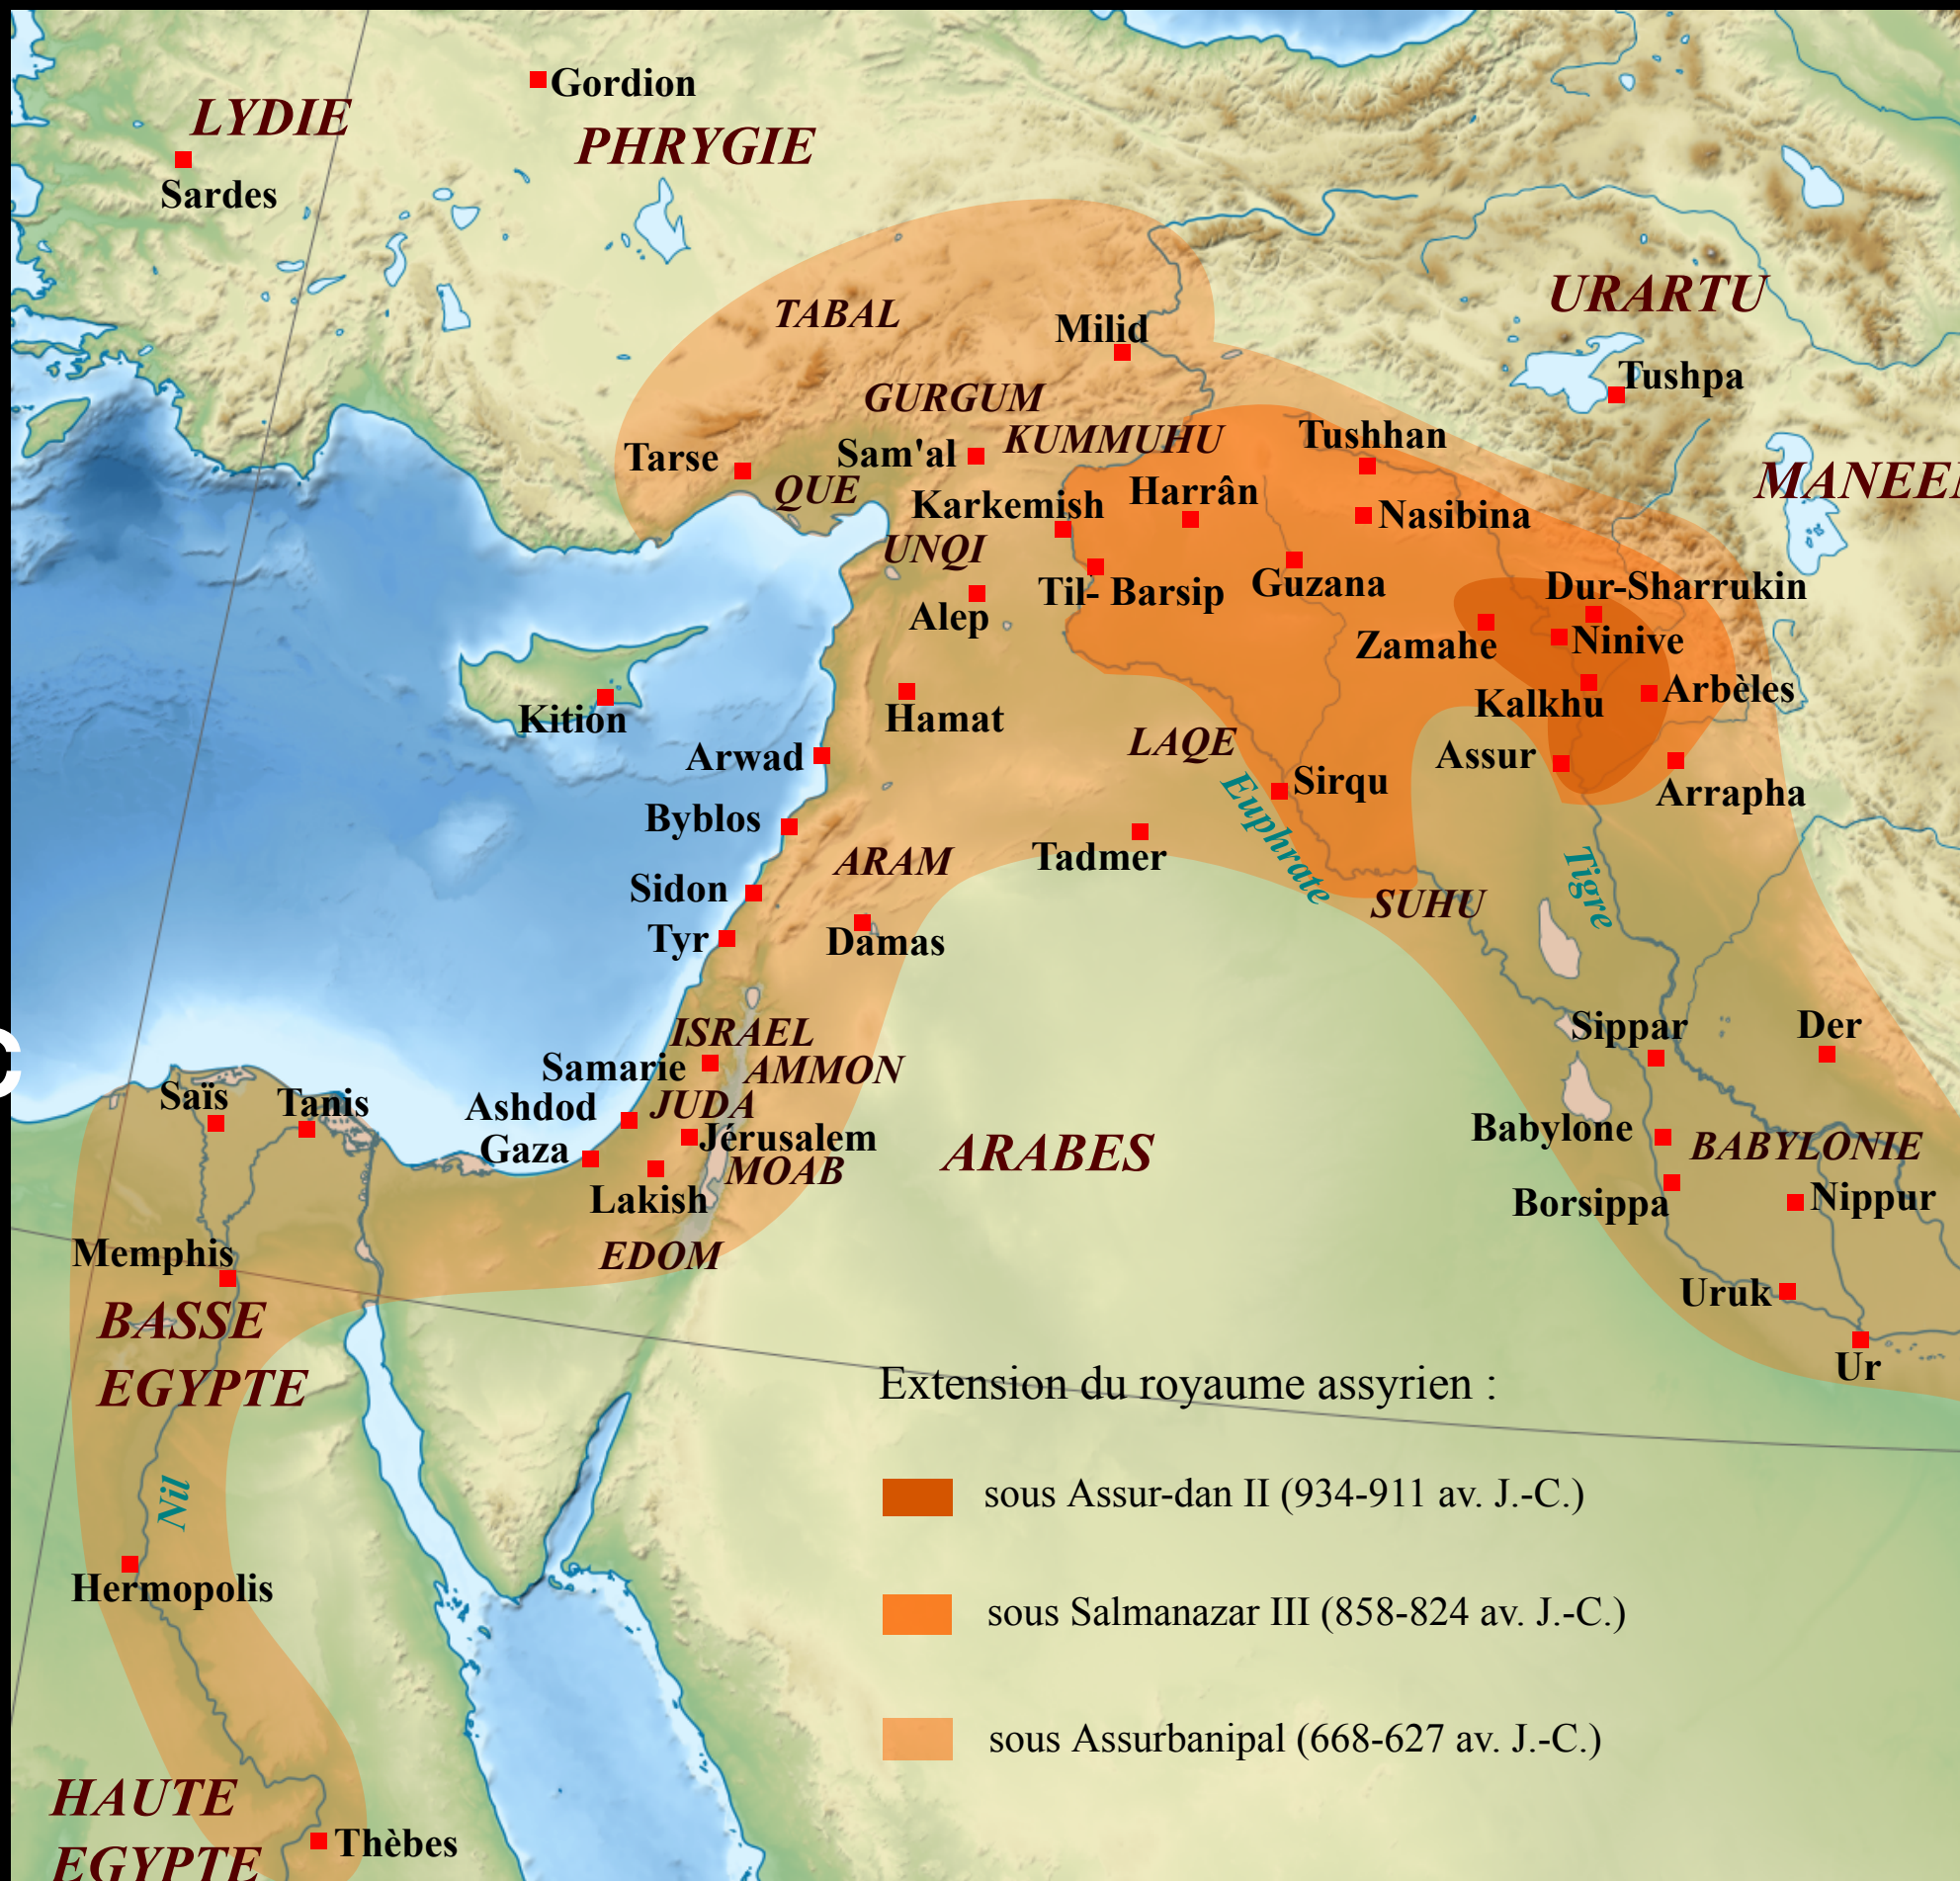 Gordion
LYDIE
PHRYGIE
Sardes
URARTU
TABAL
Milid
Tushpa
GURGUM
KUMMUHU
Tushhan
Tarse
Sam'al
QUE
Karkemish
Harrân
Nasibina
UNQI
Til- Barsip
Guzana
Dur-Sharrukin
Alep
Zamahe
Ninive
Kition
Hamat
Kalkhu
Arbèles
Arwad
LAQE
Assur
Sirqu
Arrapha
Byblos
Euphrate
Tadmer
ARAM
Tigre
Sidon
SUHU
Tyr
Damas
ISRAEL
Sippar
Der
Samarie
AMMON
Saïs
Tanis
Ashdod
JUDA
Jérusalem
Babylone
BABYLONIE
Gaza
ARABES
MOAB
Lakish
Borsippa
Nippur
Memphis
EDOM
Uruk
BASSE
EGYPTE
Ur
Extension du royaume assyrien :
sous Assur-dan II (934-911 av. J.-C.)
Nil
Hermopolis
sous Salmanazar III (858-824 av. J.-C.)
sous Assurbanipal (668-627 av. J.-C.)
HAUTE
EGYPTE
Thèbes